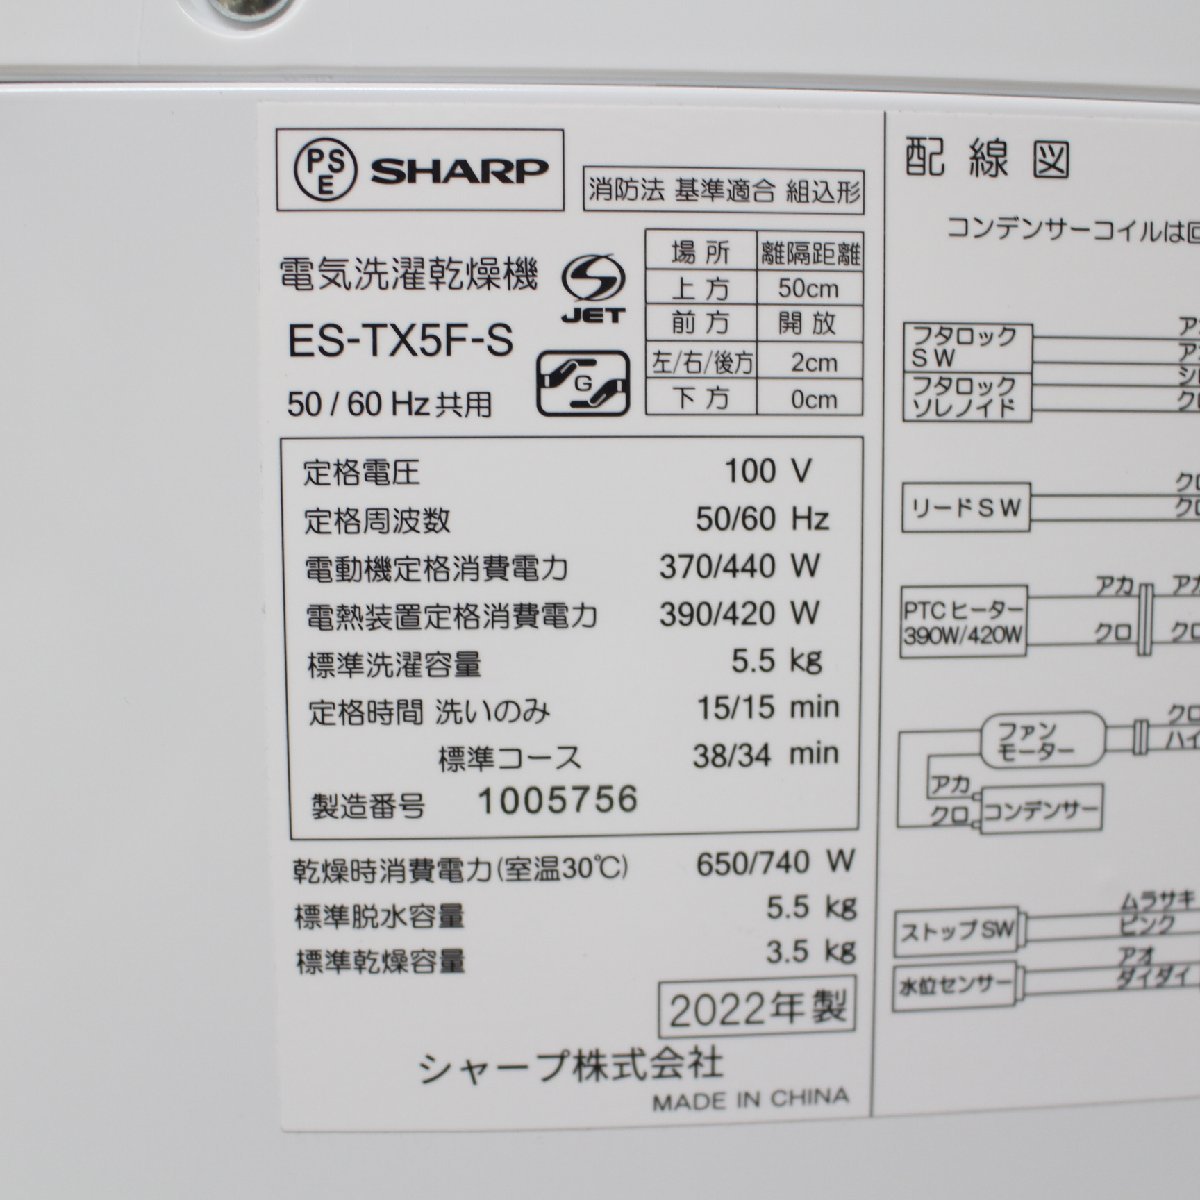 PSE SHARP
消防法 基準適合 組込形
電気洗濯乾燥機
ES-TX5F-S
50 / 60 Hz 共用
JET
G
場所 離隔距離
上方 50cm
前方 開放
左/右/後方 2cm
下方 0cm
定格電圧 100 V
定格周波数 50/60 Hz
電動機定格消費電力 370/440 W
電熱装置定格消費電力 390/420 W
標準洗濯容量 5.5 kg
定格時間 洗いのみ 15/15 min
標準コース 38/34 min
製造番号 1005756
乾燥時消費電力(室温30℃) 650/740 W
標準脱水容量 5.5 kg
標準乾燥容量 3.5 kg
2022年製
シャープ株式会社
MADE IN CHINA
配線図
コンデンサーコイルは
フタロック
SW
フタロック
ソレノイド
リードSW
PTCヒーター
390W/420W
アカ
クロ
ファン
モーター
アカ
クロ
コンデンサー
ストップSW
ムラサキ
ピンク
水位センサー
アオ
ダイダイ